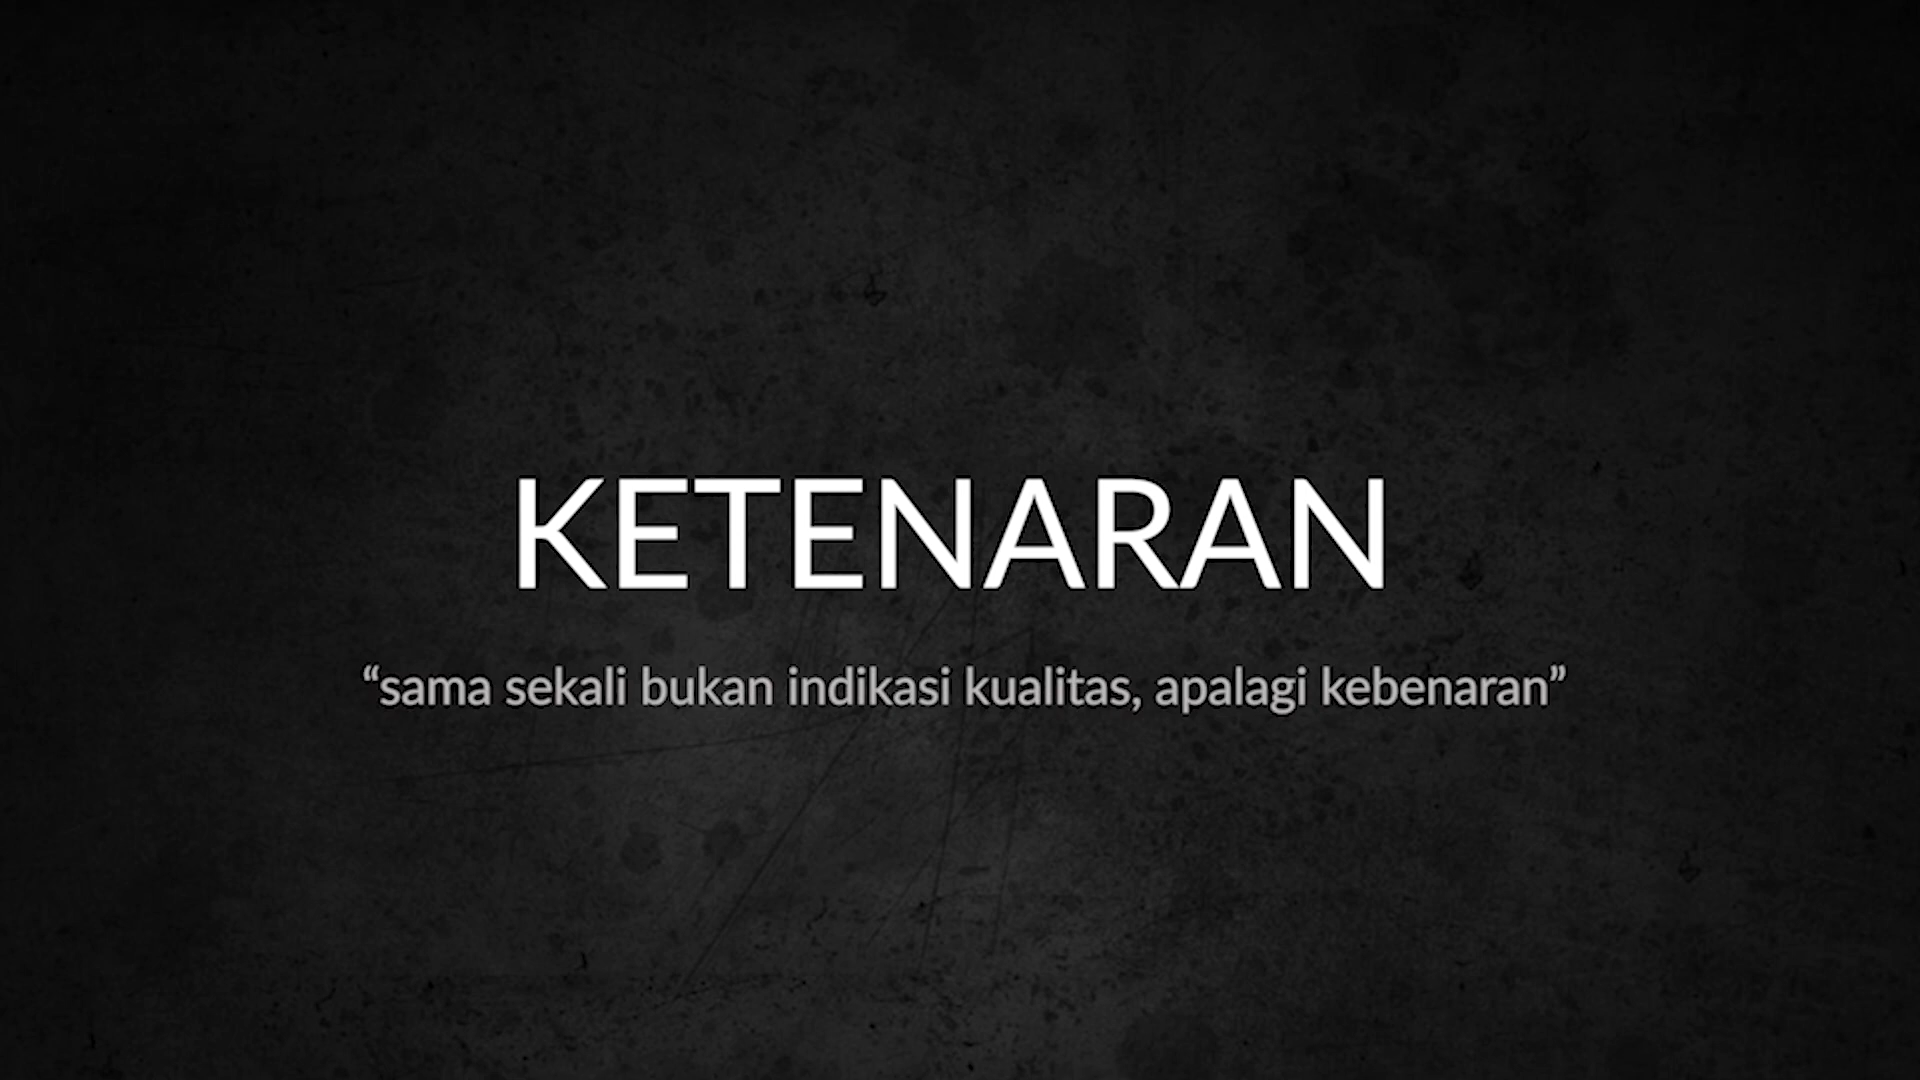 KETENARAN
“sama sekali bukan indikasi kualitas, apalagi kebenaran”